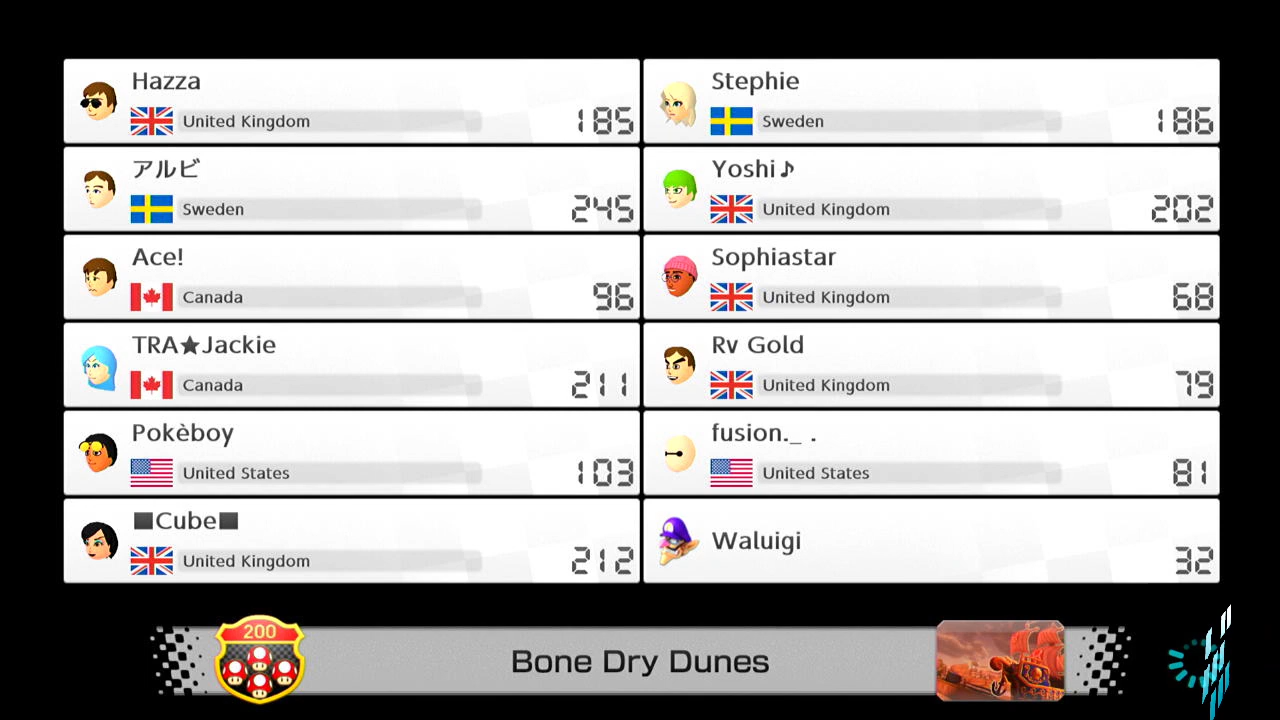 Hazza
United Kingdom 185
Stephie
Sweden 186
アルビ
Sweden 245
Yoshi♪
United Kingdom 202
Ace!
Canada 96
Sophiastar
United Kingdom 68
TRA★Jackie
Canada 211
Rv Gold
United Kingdom 79
Pokèboy
United States 103
fusion._ .
United States 81
■Cube■
United Kingdom 212
Waluigi
32
200
Bone Dry Dunes